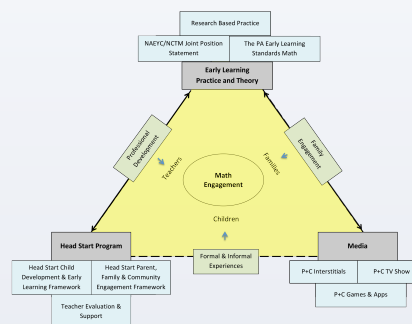 Research Based Practice
NAEYC/NCTM Joint Position
Statement
The PA Early Learning
Standards Math
Early Learning
Practice and Theory
Professional
Development
Teachers
Family
Engagement
Families
Math
Engagement
Children
Formal & Informal
Experiences
Head Start Program
Head Start Child
Development & Early
Learning Framework
Head Start Parent,
Family & Community
Engagement Framework
Teacher Evaluation &
Support
Media
P+C Interstitials
P+C TV Show
P+C Games & Apps